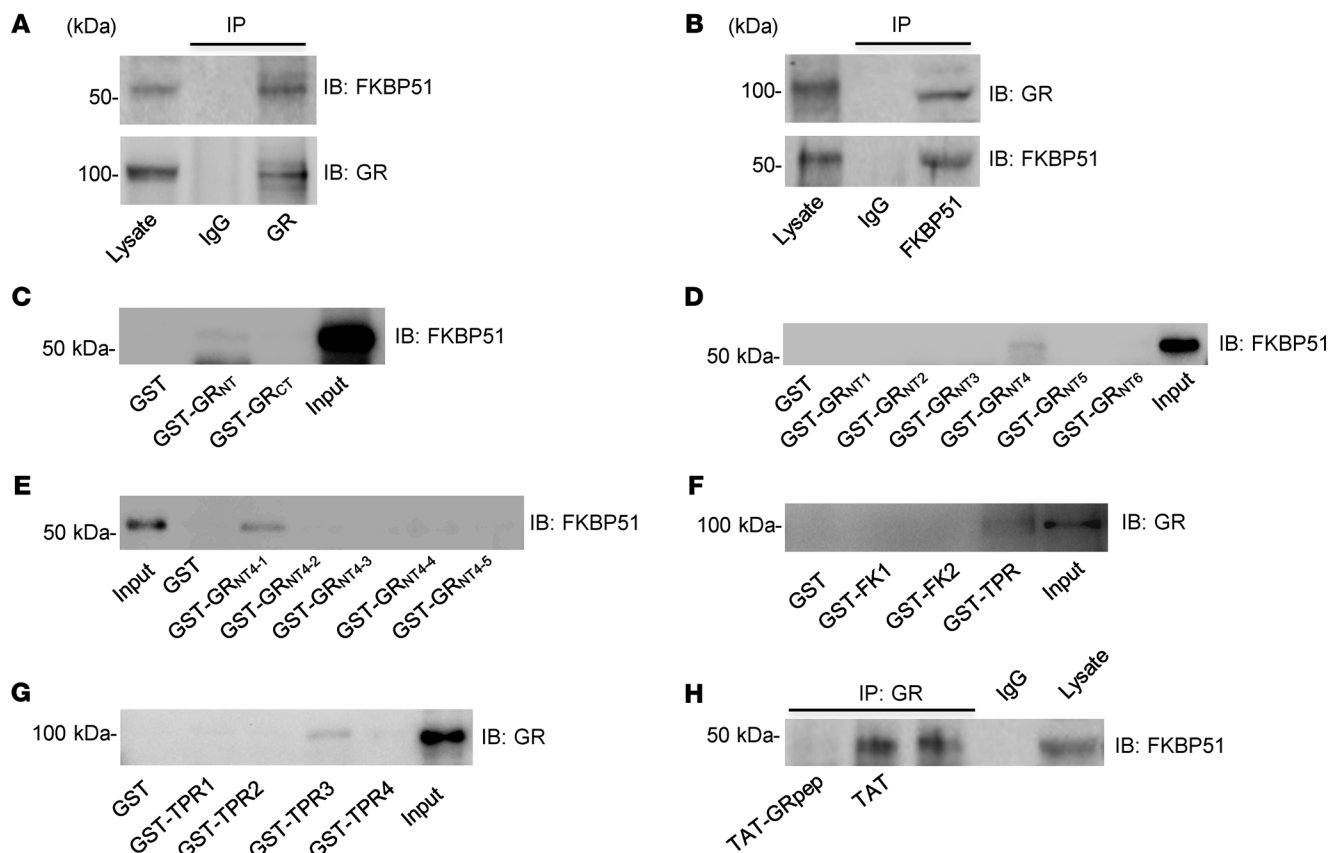 A (kDa) IP
50- IB: FKBP51
100- IB: GR
Lysate IgG GR
B (kDa) IP
100- IB: GR
50- IB: FKBP51
Lysate IgG FKBP51
C
50 kDa- IB: FKBP51
GST GST-GRNT GST-GRCT Input
D
50 kDa- IB: FKBP51
GST GST-GRNT1 GST-GRNT2 GST-GRNT3 GST-GRNT4 GST-GRNT5 GST-GRNT6 Input
E
50 kDa- IB: FKBP51
Input GST GST-GRNT4-1 GST-GRNT4-2 GST-GRNT4-3 GST-GRNT4-4 GST-GRNT4-5
F
100 kDa- IB: GR
GST GST-FK1 GST-FK2 GST-TPR Input
G
100 kDa- IB: GR
GST GST-TPR1 GST-TPR2 GST-TPR3 GST-TPR4 Input
H
IP: GR IgG Lysate
50 kDa- IB: FKBP51
TAT-GRpep TAT